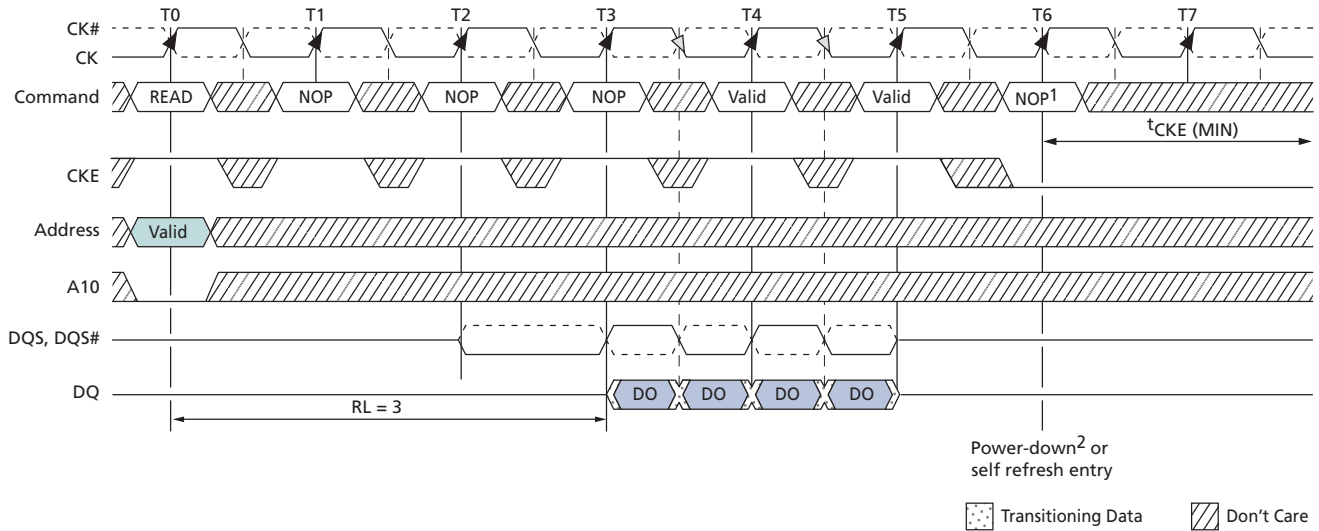 T0 T1 T2 T3 T4 T5 T6 T7
CK#
CK
Command READ NOP NOP NOP Valid Valid NOP1
tCKE (MIN)
CKE
Address Valid
A10
DQS, DQS#
DQ DO DO DO DO
RL = 3
Power-down2 or
self refresh entry
Transitioning Data Don't Care